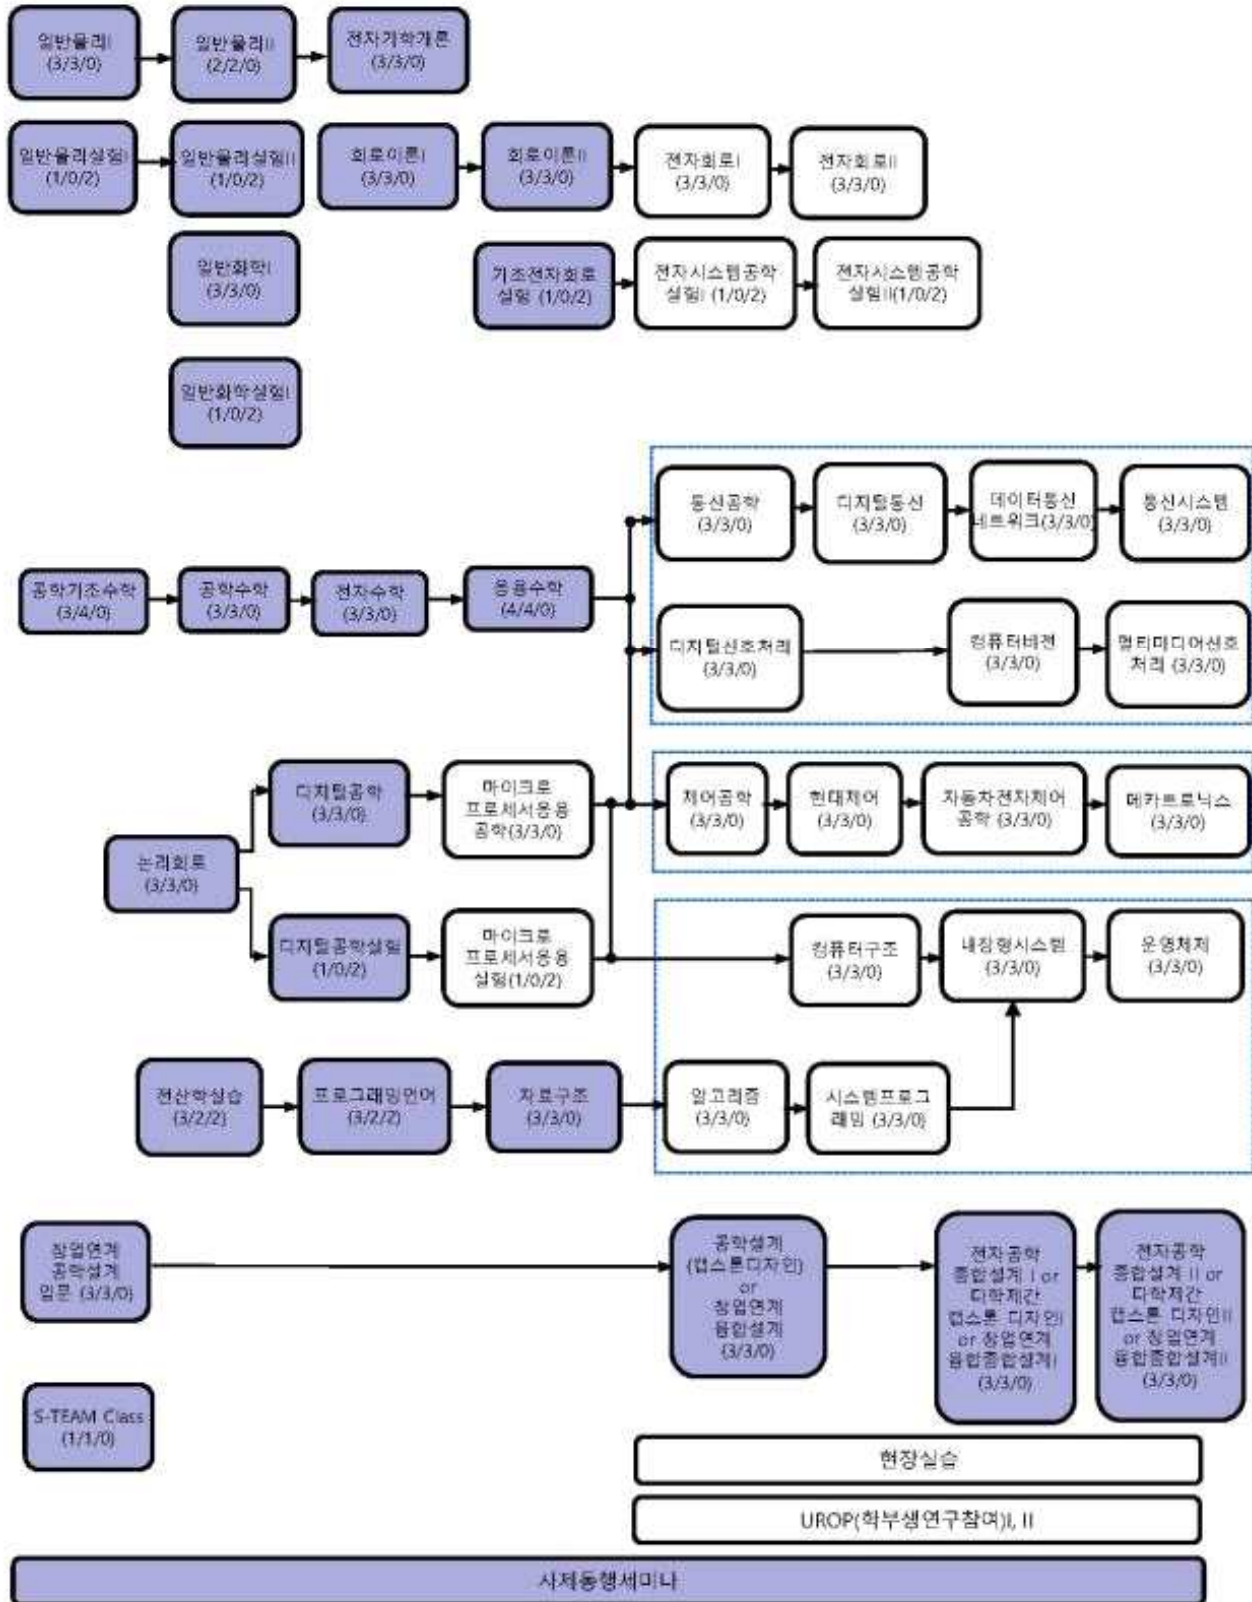 일반물리I
(3/3/0)
일반물리II
(2/2/0)
전자기학개론
(3/3/0)
일반물리실험I
(1/0/2)
일반물리실험II
(1/0/2)
회로이론I
(3/3/0)
회로이론II
(3/3/0)
전자회로I
(3/3/0)
전자회로II
(3/3/0)
일반화학I
(3/3/0)
기초전자회로
실험 (1/0/2)
전자시스템공학
실험I (1/0/2)
전자시스템공학
실험II(1/0/2)
일반화학실험I
(1/0/2)
통신공학
(3/3/0)
디지털통신
(3/3/0)
데이터통신
네트워크(3/3/0)
통신시스템
(3/3/0)
공학기초수학
(3/4/0)
공학수학
(3/3/0)
전자수학
(3/3/0)
응용수학
(4/4/0)
디지털신호처리
(3/3/0)
컴퓨터비전
(3/3/0)
멀티미디어신호
처리 (3/3/0)
디지털공학
(3/3/0)
마이크로
프로세서응용
공학(3/3/0)
제어공학
(3/3/0)
현대제어
(3/3/0)
자동차전자제어
공학 (3/3/0)
메카트로닉스
(3/3/0)
논리회로
(3/3/0)
디지털공학실험
(1/0/2)
마이크로
프로세서응용
실험(1/0/2)
컴퓨터구조
(3/3/0)
내장형시스템
(3/3/0)
운영체제
(3/3/0)
전산학실습
(3/2/2)
프로그래밍언어
(3/2/2)
자료구조
(3/3/0)
알고리즘
(3/3/0)
시스템프로그
래밍 (3/3/0)
창업연계
공학설계
입문 (3/3/0)
공학설계
(캡스톤디자인)
or
창업연계
융합설계
(3/3/0)
전자공학
종합설계 I or
다학제간
캡스톤 디자인I
or 창업연계
융합종합설계I
(3/3/0)
전자공학
종합설계 II or
다학제간
캡스톤 디자인II
or 창업연계
융합종합설계II
(3/3/0)
S-TEAM Class
(1/1/0)
현장실습
UROP(학부생연구참여)I, II
사제동행세미나